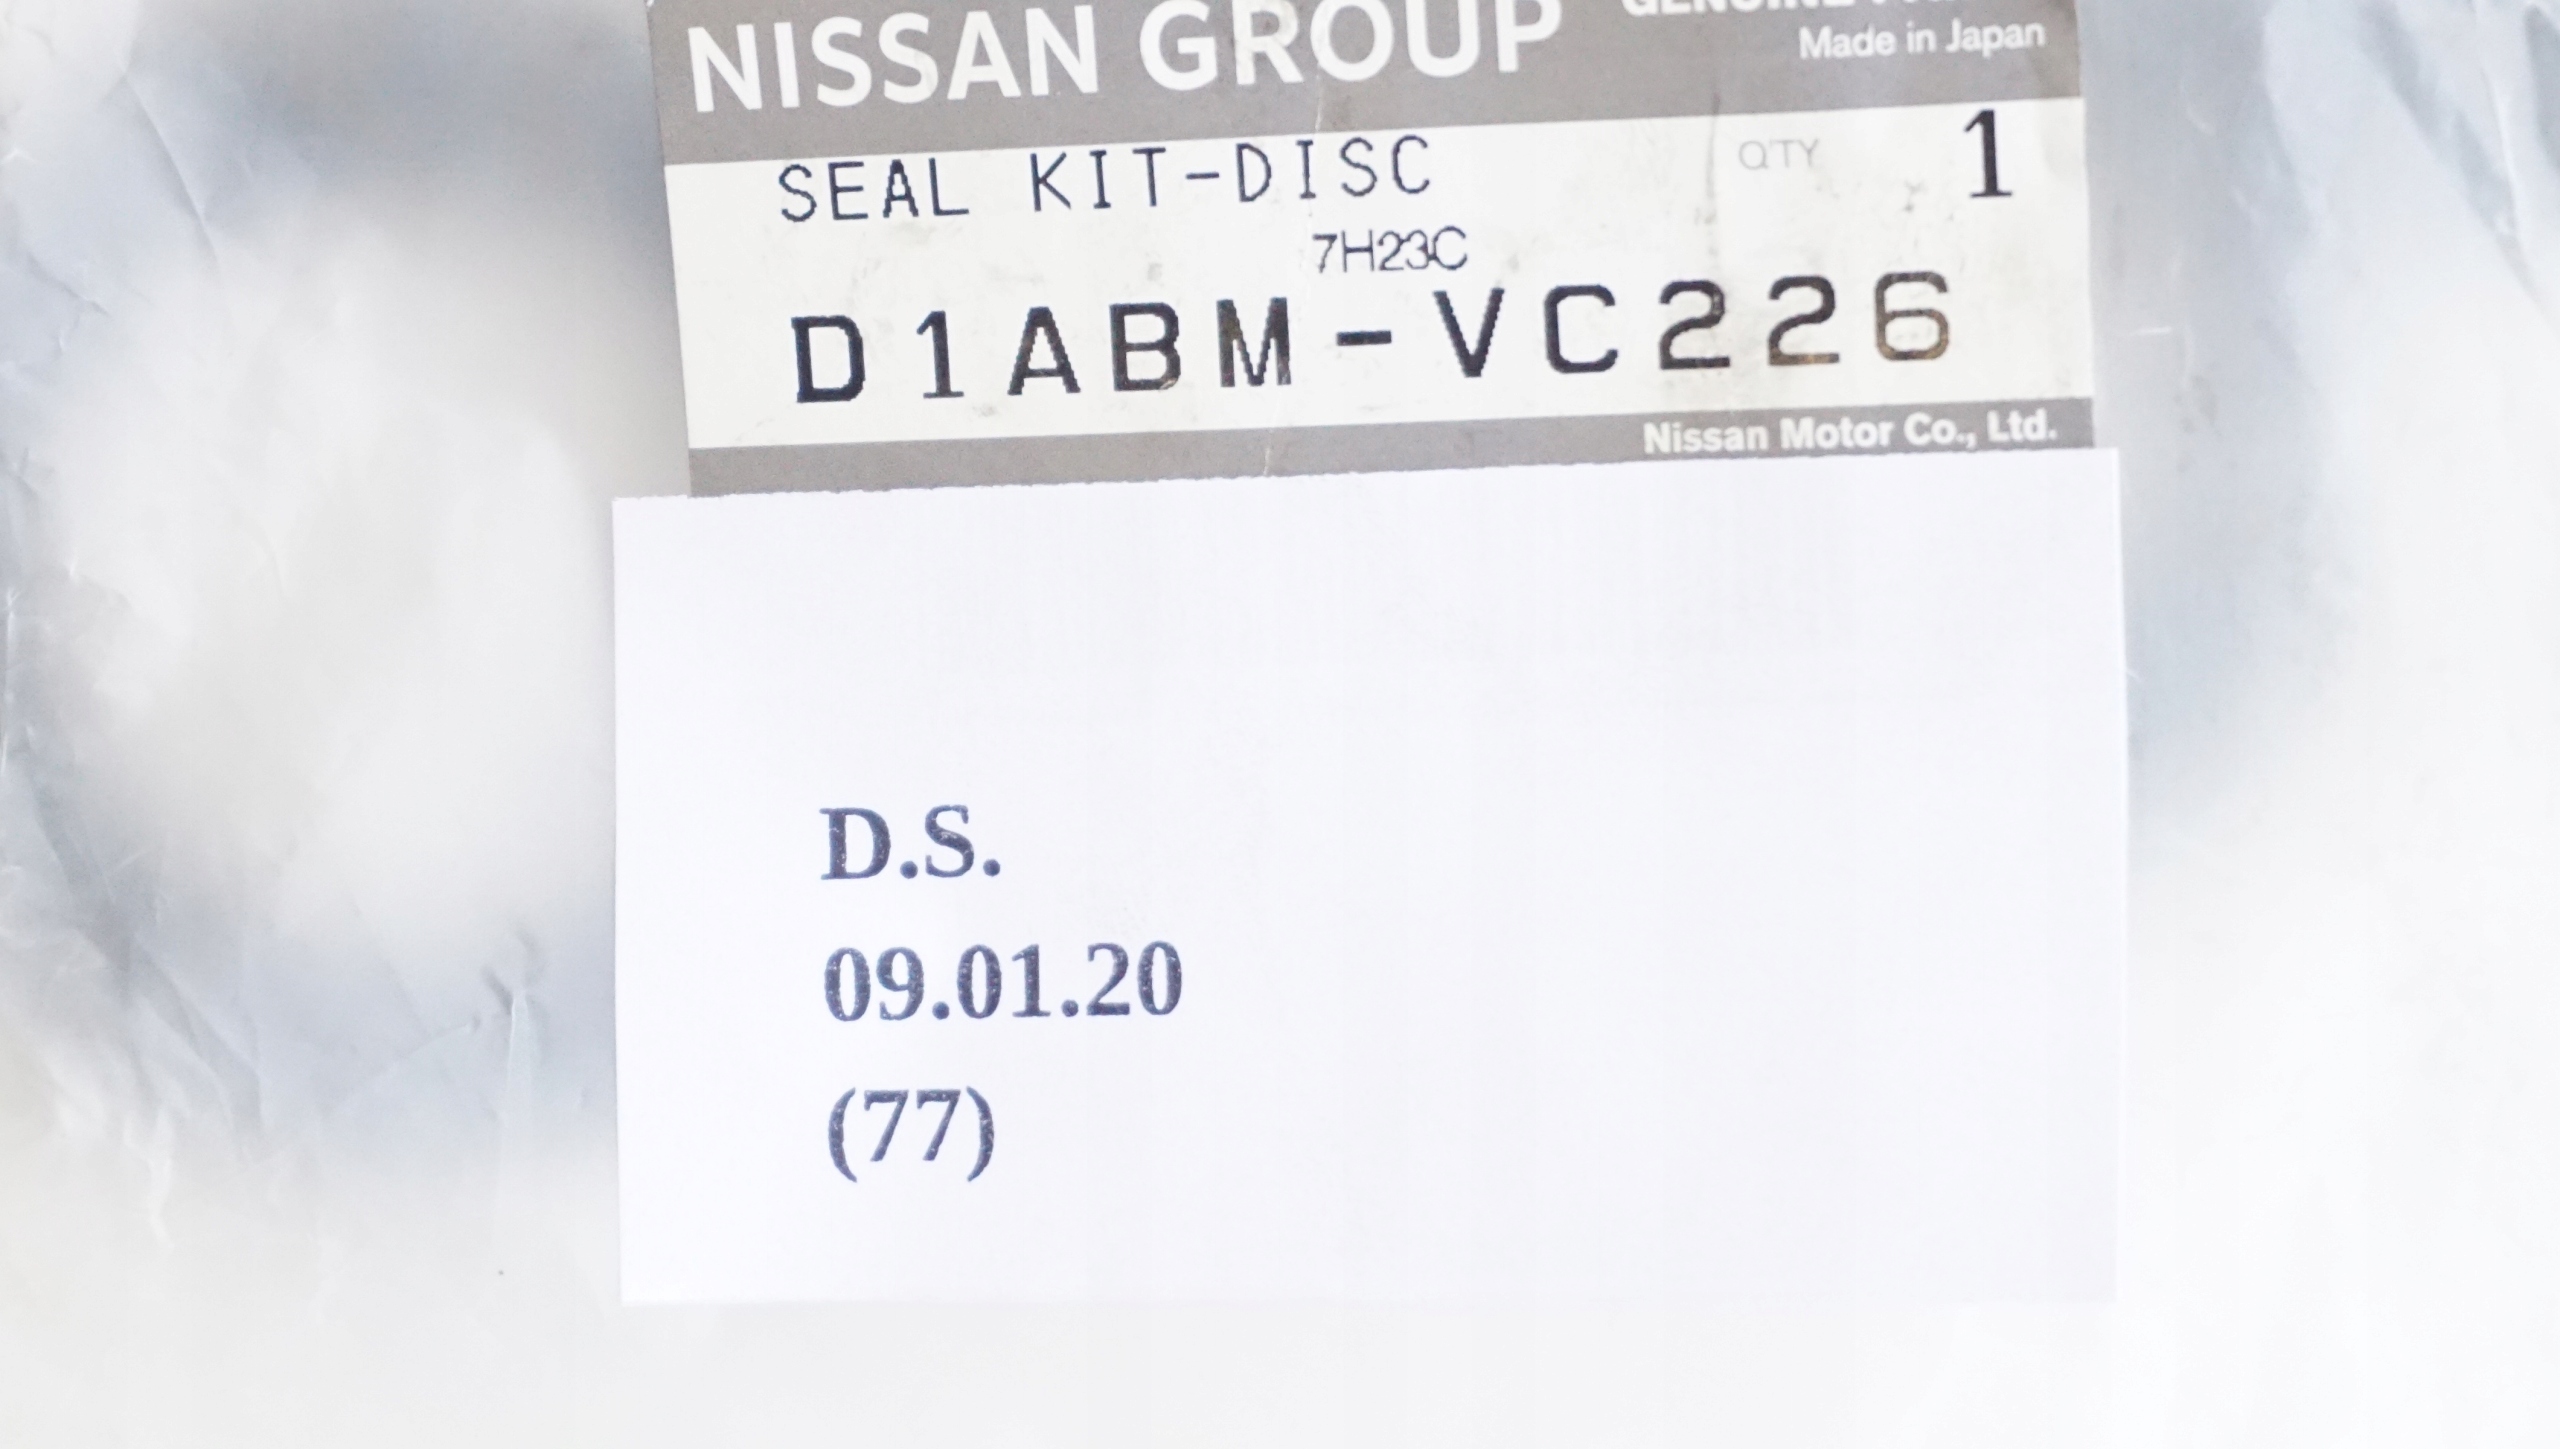 NISSAN GROUP
Made in Japan
SEAL KIT-DISC
QTY 1
7H23C
D1ABM-VC226
Nissan Motor Co., Ltd.
D.S.
09.01.20
(77)